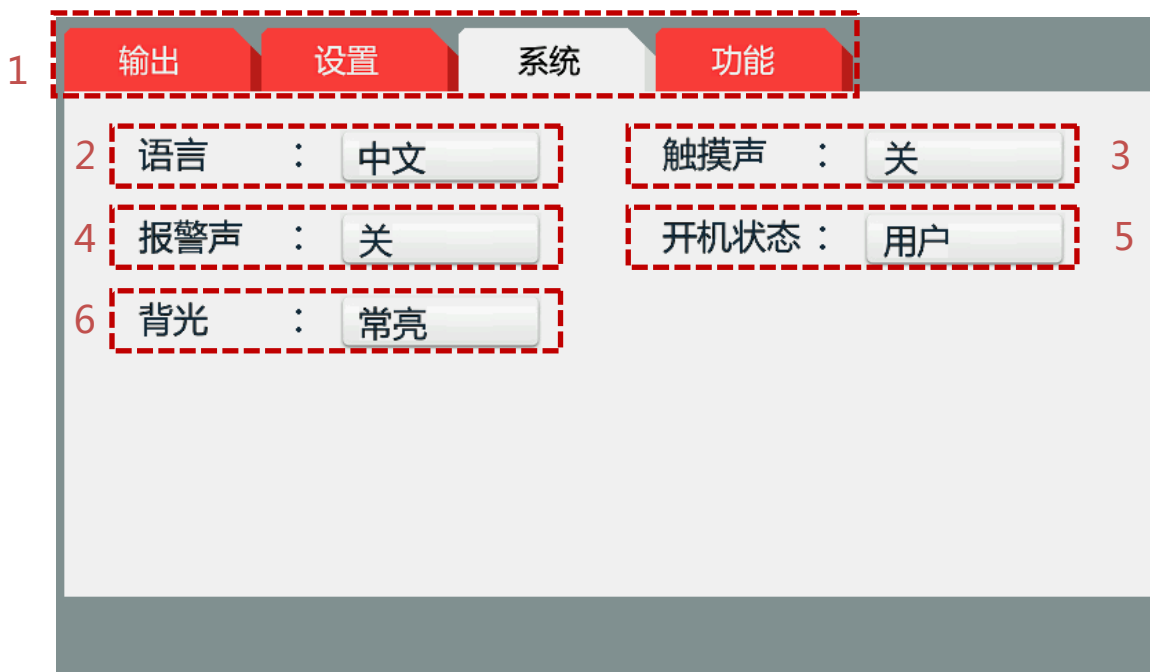 1 输出 设置 系统 功能
2 语言 : 中文 触摸声 : 关 3
4 报警声 : 关 开机状态 : 用户 5
6 背光 : 常亮